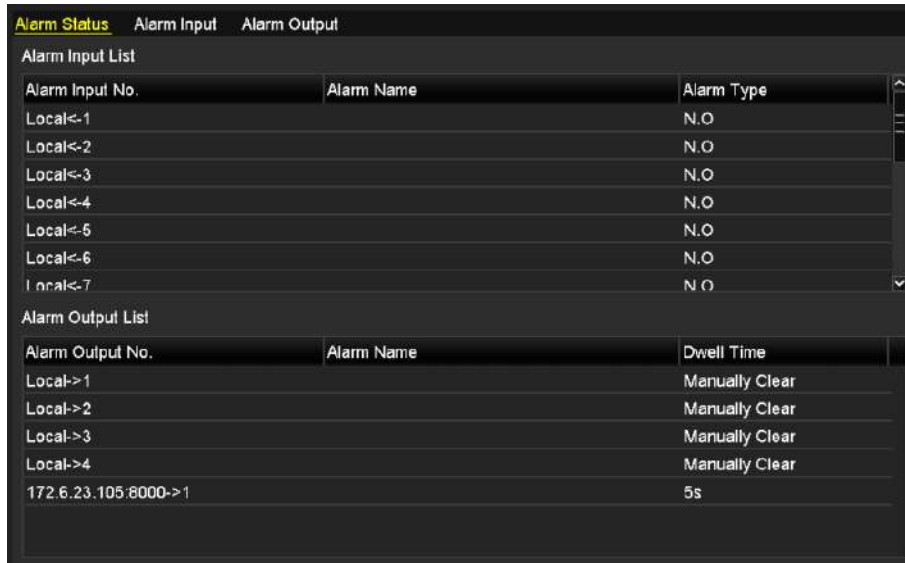 Alarm Status Alarm Input Alarm Output
Alarm Input List
Alarm Input No. Alarm Name Alarm Type
Local<-1 N.O
Local<-2 N.O
Local<-3 N.O
Local<-4 N.O
Local<-5 N.O
Local<-6 N.O
Local<-7 N.O
Alarm Output List
Alarm Output No. Alarm Name Dwell Time
Local->1 Manually Clear
Local->2 Manually Clear
Local->3 Manually Clear
Local->4 Manually Clear
172.6.23.105:8000->1 5s